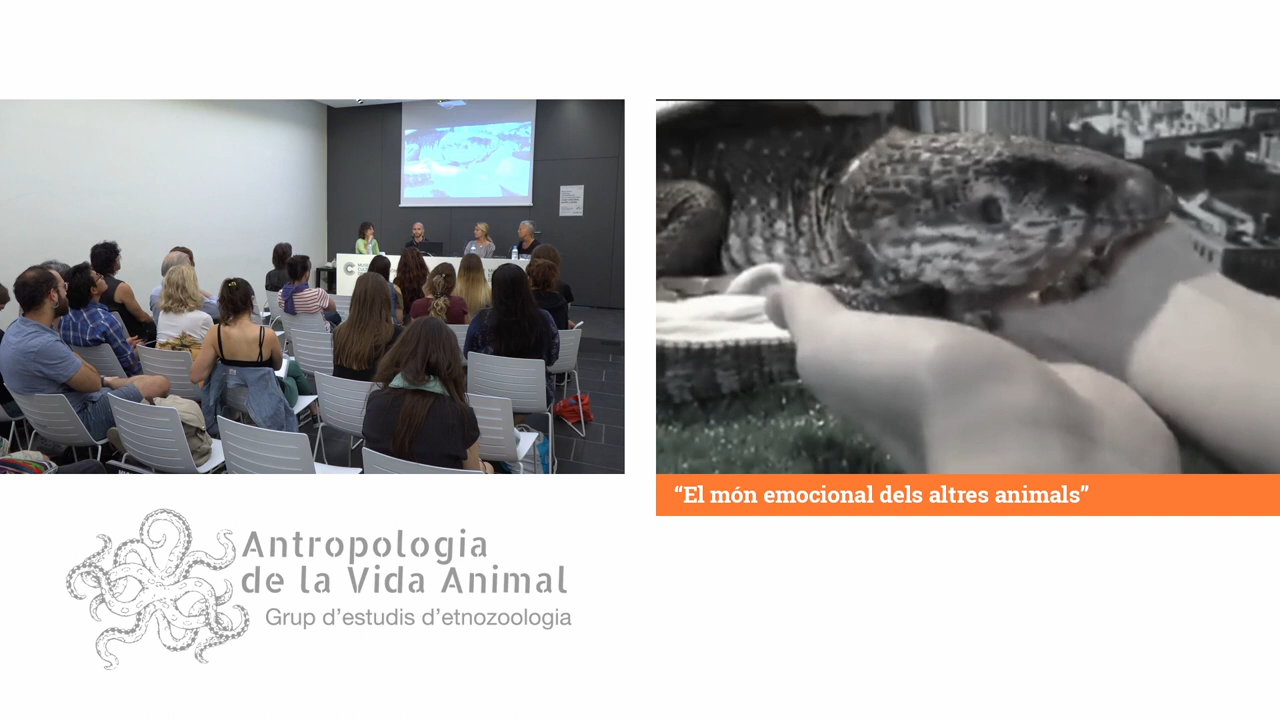 “El món emocional dels altres animals”
Antropologia
de la Vida Animal
Grup d’estudis d’etnozoologia